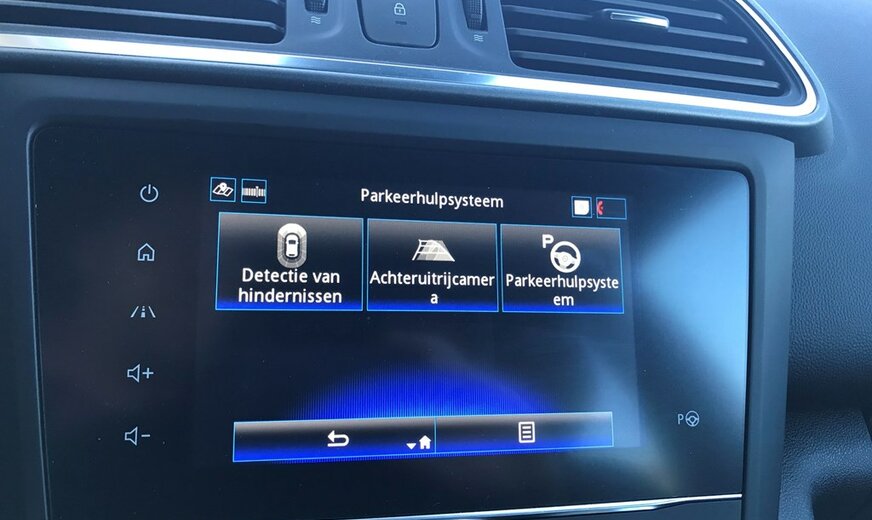 Parkeerhulpsysteem
Detectie van
hindernissen
Achteruitrijcamer
a
P
Parkeerhulpsyste
em
P